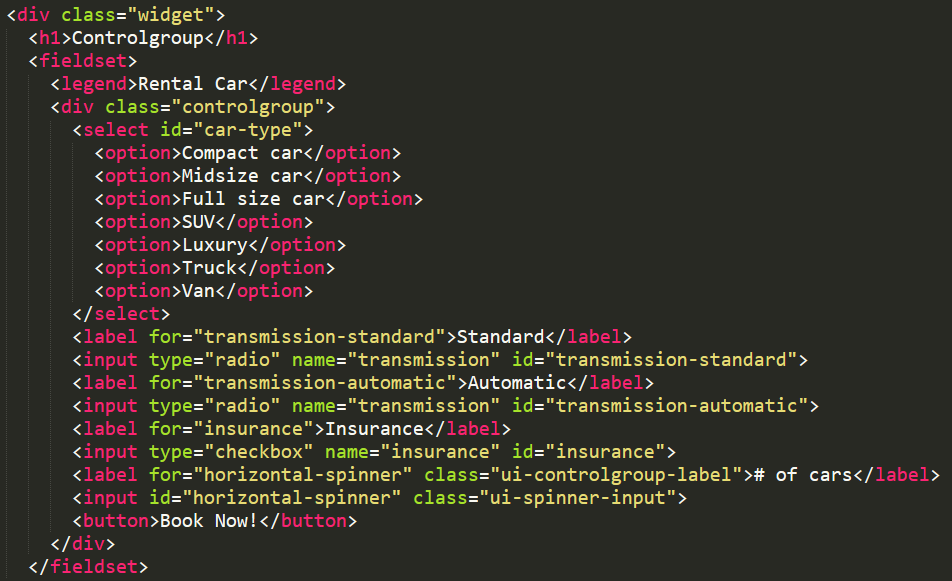 <div class="widget">
<h1>Controlgroup</h1>
<fieldset>
<legend>Rental Car</legend>
<div class="controlgroup">
<select id="car-type">
<option>Compact car</option>
<option>Midsize car</option>
<option>Full size car</option>
<option>SUV</option>
<option>Luxury</option>
<option>Truck</option>
<option>Van</option>
</select>
<label for="transmission-standard">Standard</label>
<input type="radio" name="transmission" id="transmission-standard">
<label for="transmission-automatic">Automatic</label>
<input type="radio" name="transmission" id="transmission-automatic">
<label for="insurance">Insurance</label>
<input type="checkbox" name="insurance" id="insurance">
<label for="horizontal-spinner" class="ui-controlgroup-label"># of cars</label>
<input id="horizontal-spinner" class="ui-spinner-input">
<button>Book Now!</button>
</div>
</fieldset>